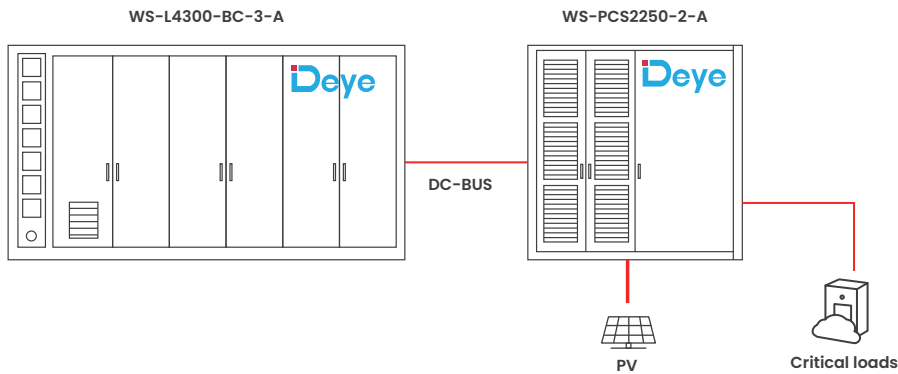 WS-L4300-BC-3-A
WS-PCS2250-2-A
Deye
Deye
DC-BUS
PV
Critical loads